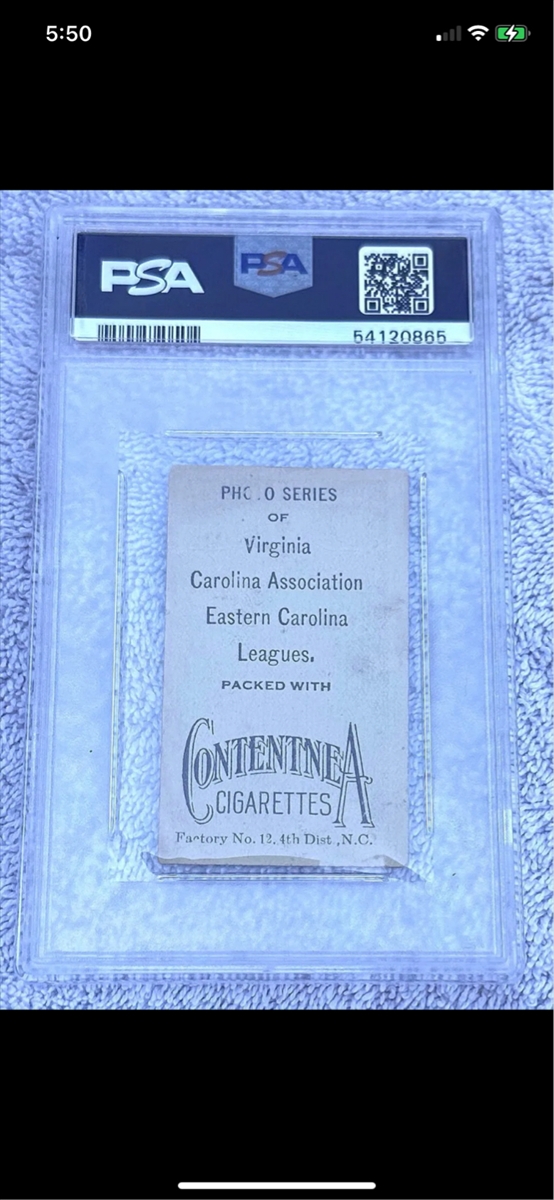 5:50
PSA
PSA
54120865
PHO.O SERIES
OF
Virginia
Carolina Association
Eastern Carolina
Leagues.
PACKED WITH
CONTENTNEA
CIGARETTES
Factory No. 12, 4th Dist., N.C.